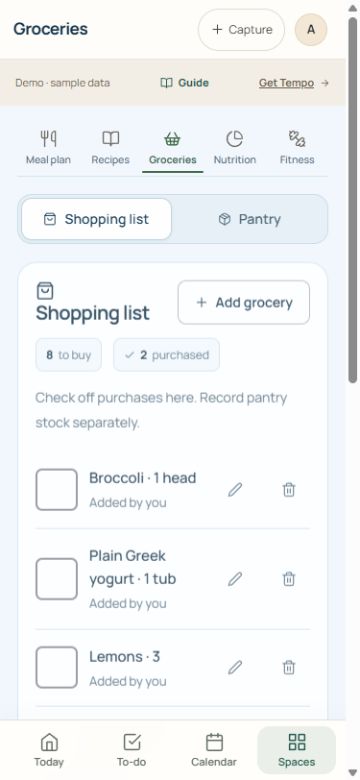 Groceries
+ Capture
A
Demo · sample data
Guide
Get Tempo →
Meal plan
Recipes
Groceries
Nutrition
Fitness
Shopping list
Pantry
Shopping list
+ Add grocery
8 to buy
✓ 2 purchased
Check off purchases here. Record pantry
stock separately.
Broccoli · 1 head
Added by you
Plain Greek
yogurt · 1 tub
Added by you
Lemons · 3
Added by you
Today
To-do
Calendar
Spaces